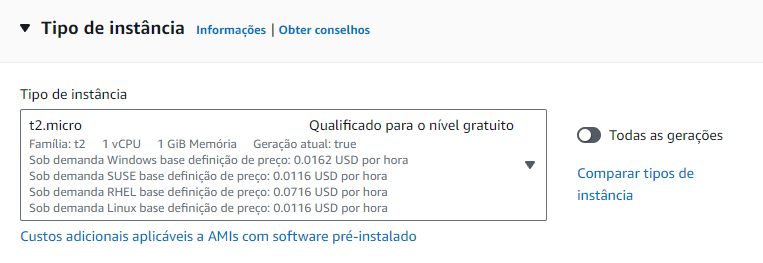 Tipo de instância Informações | Obter conselhos
Tipo de instância
t2.micro Qualificado para o nível gratuito
Família: t2 1 vCPU 1 GiB Memória Geração atual: true
Sob demanda Windows base definição de preço: 0.0162 USD por hora
Sob demanda SUSE base definição de preço: 0.0116 USD por hora
Sob demanda RHEL base definição de preço: 0.0716 USD por hora
Sob demanda Linux base definição de preço: 0.0116 USD por hora
Todas as gerações
Comparar tipos de
instância
Custos adicionais aplicáveis a AMIs com software pré-instalado